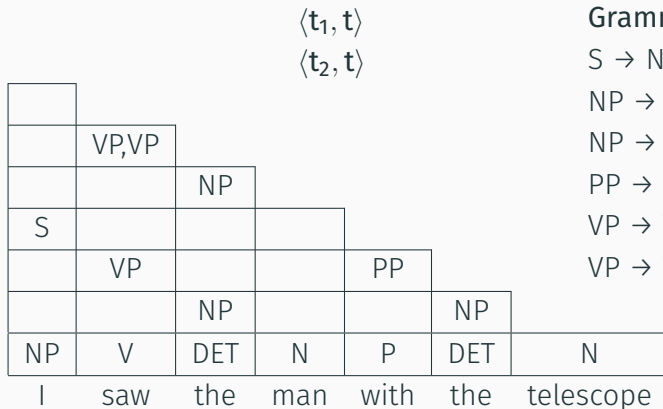 ⟨t₁, t⟩
⟨t₂, t⟩
Gramm
S → N
NP →
NP →
PP →
VP →
VP →
VP,VP
NP
S
VP PP
NP NP
NP V DET N P DET N
I saw the man with the telescope